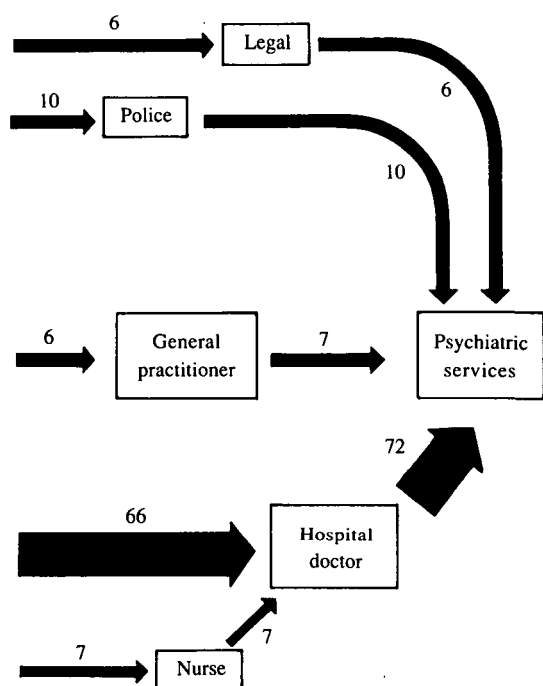 6
Legal
6
10
Police
10
6
General
practitioner
7
Psychiatric
services
72
66
Hospital
doctor
7
Nurse
7